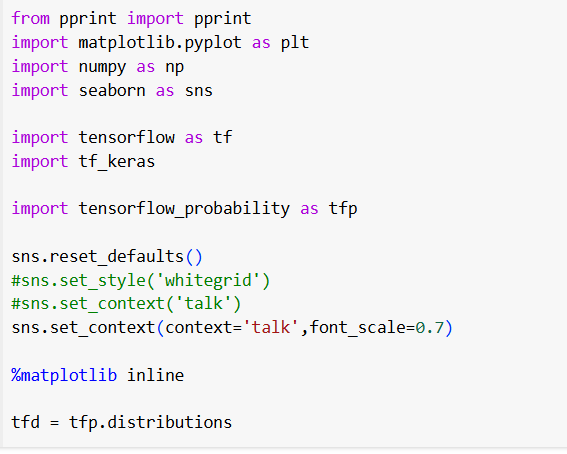 from pprint import pprint
import matplotlib.pyplot as plt
import numpy as np
import seaborn as sns
import tensorflow as tf
import tf_keras
import tensorflow_probability as tfp
sns.reset_defaults()
#sns.set_style('whitegrid')
#sns.set_context('talk')
sns.set_context(context='talk',font_scale=0.7)
%matplotlib inline
tfd = tfp.distributions